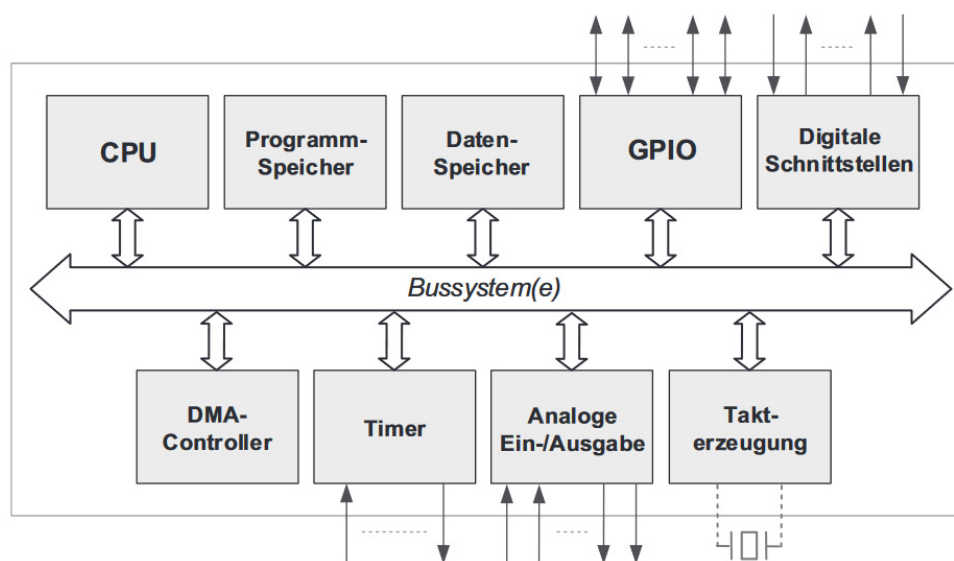 CPU
Programm-
Speicher
Daten-
Speicher
GPIO
Digitale
Schnittstellen
Bussystem(e)
DMA-
Controller
Timer
Analoge
Ein-/Ausgabe
Takt-
erzeugung